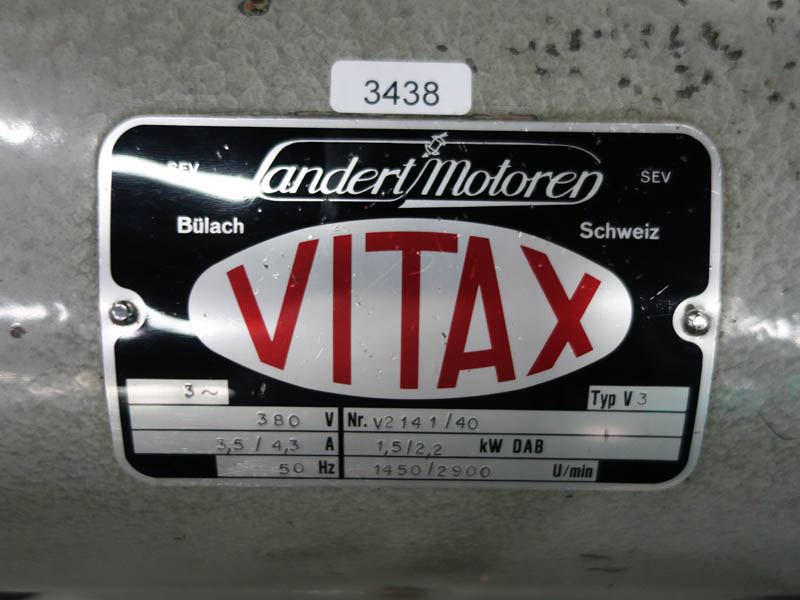 3438
SEV Landert Motoren SEV
Bülach Schweiz
VITAX
3~ Typ V 3
380 V Nr. V2141/40
3,5 / 4,3 A 1,5/2,2 kW DAB
50 Hz 1450/2900 U/min